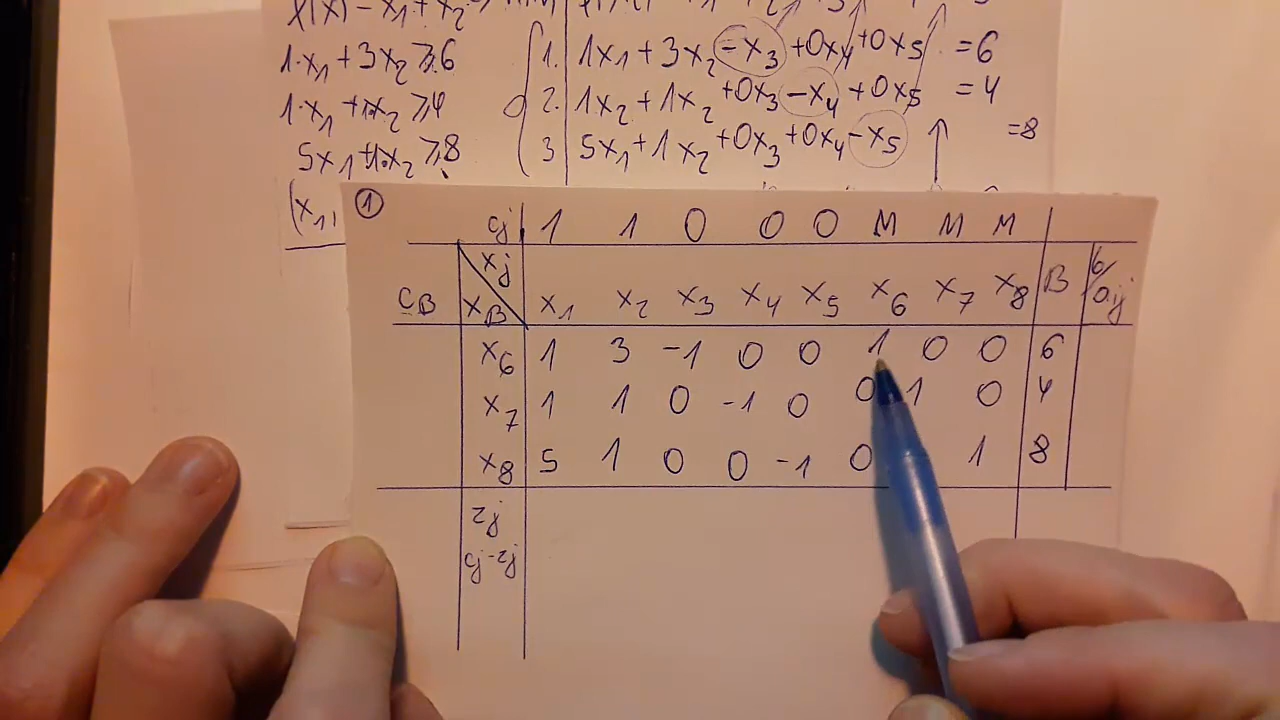 1·x₁ + 3x₂ ≥ 6
1·x₁ + 1·x₂ ≥ 4
5x₁ + 1·x₂ ≥ 8
(x₁,
1. 1x₁ + 3x₂ - x₃ + 0x₄ + 0x₅ = 6
2. 1x₂ + 1x₂ + 0x₃ - x₄ + 0x₅ = 4
3 5x₁ + 1x₂ + 0x₃ + 0x₄ - x₅ = 8
①
cj 1 1 0 0 0 M M M
xj
cB xB x₁ x₂ x₃ x₄ x₅ x₆ x₇ x₈ B b/aij
x₆ 1 3 -1 0 0 1 0 0 6
x₇ 1 1 0 -1 0 0 1 0 4
x₈ 5 1 0 0 -1 0 1 8
zj
cj-zj